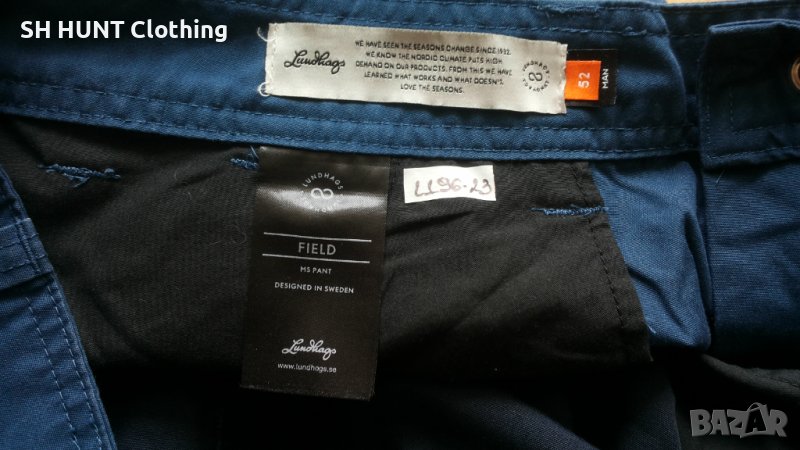 SH HUNT Clothing
Lundhags
WE HAVE SEEN THE SEASONS CHANGE SINCE 1932.
WE KNOW THE NORDIC CLIMATE PUTS HIGH
DEMAND ON OUR PRODUCTS. FROM THIS WE HAVE
LEARNED WHAT WORKS AND WHAT DOESN'T.
LOVE THE SEASONS.
LUNDHAGS
52
MAN
LUNDHAGS
FIELD
MS PANT
DESIGNED IN SWEDEN
Lundhags
www.lundhags.se
LL96-23
BAZAR